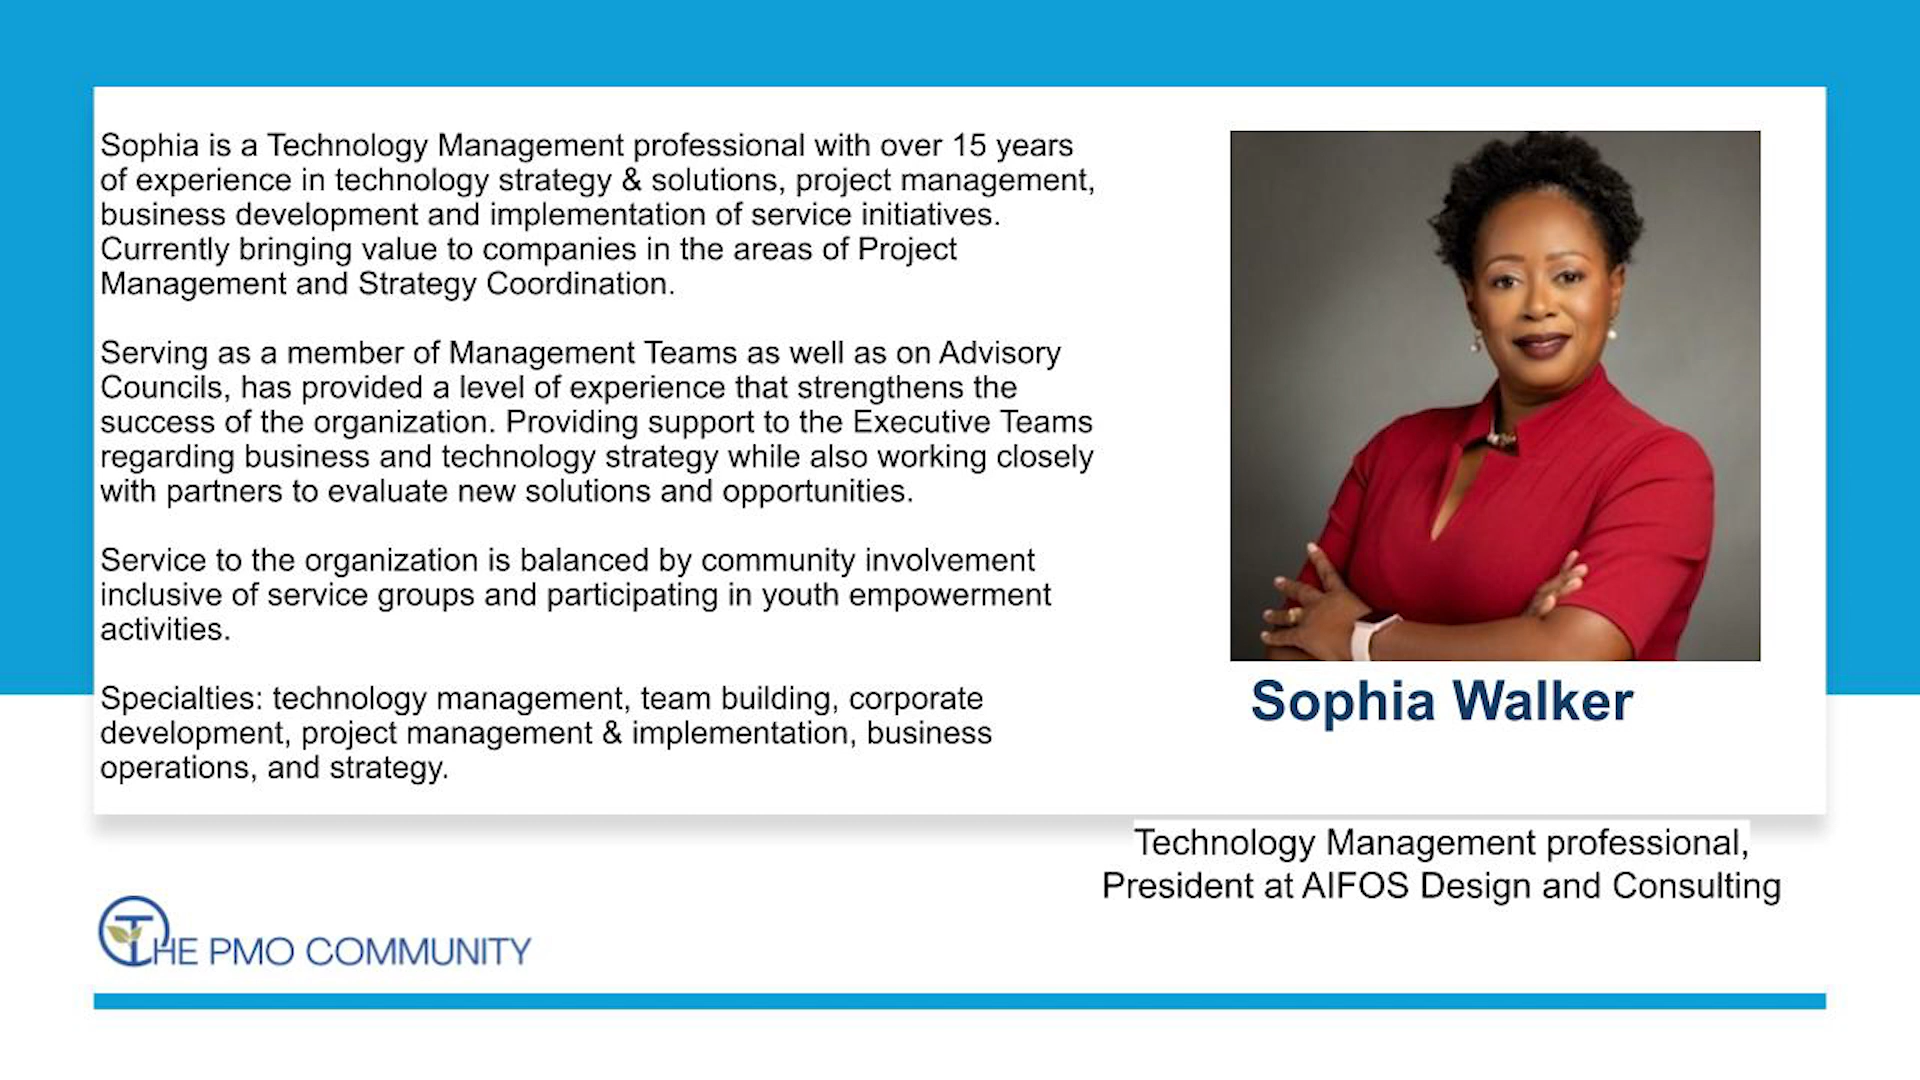 Sophia is a Technology Management professional with over 15 years
of experience in technology strategy & solutions, project management,
business development and implementation of service initiatives.
Currently bringing value to companies in the areas of Project
Management and Strategy Coordination.
Serving as a member of Management Teams as well as on Advisory
Councils, has provided a level of experience that strengthens the
success of the organization. Providing support to the Executive Teams
regarding business and technology strategy while also working closely
with partners to evaluate new solutions and opportunities.
Service to the organization is balanced by community involvement
inclusive of service groups and participating in youth empowerment
activities.
Specialties: technology management, team building, corporate
development, project management & implementation, business
operations, and strategy.
Sophia Walker
Technology Management professional,
President at AIFOS Design and Consulting
THE PMO COMMUNITY